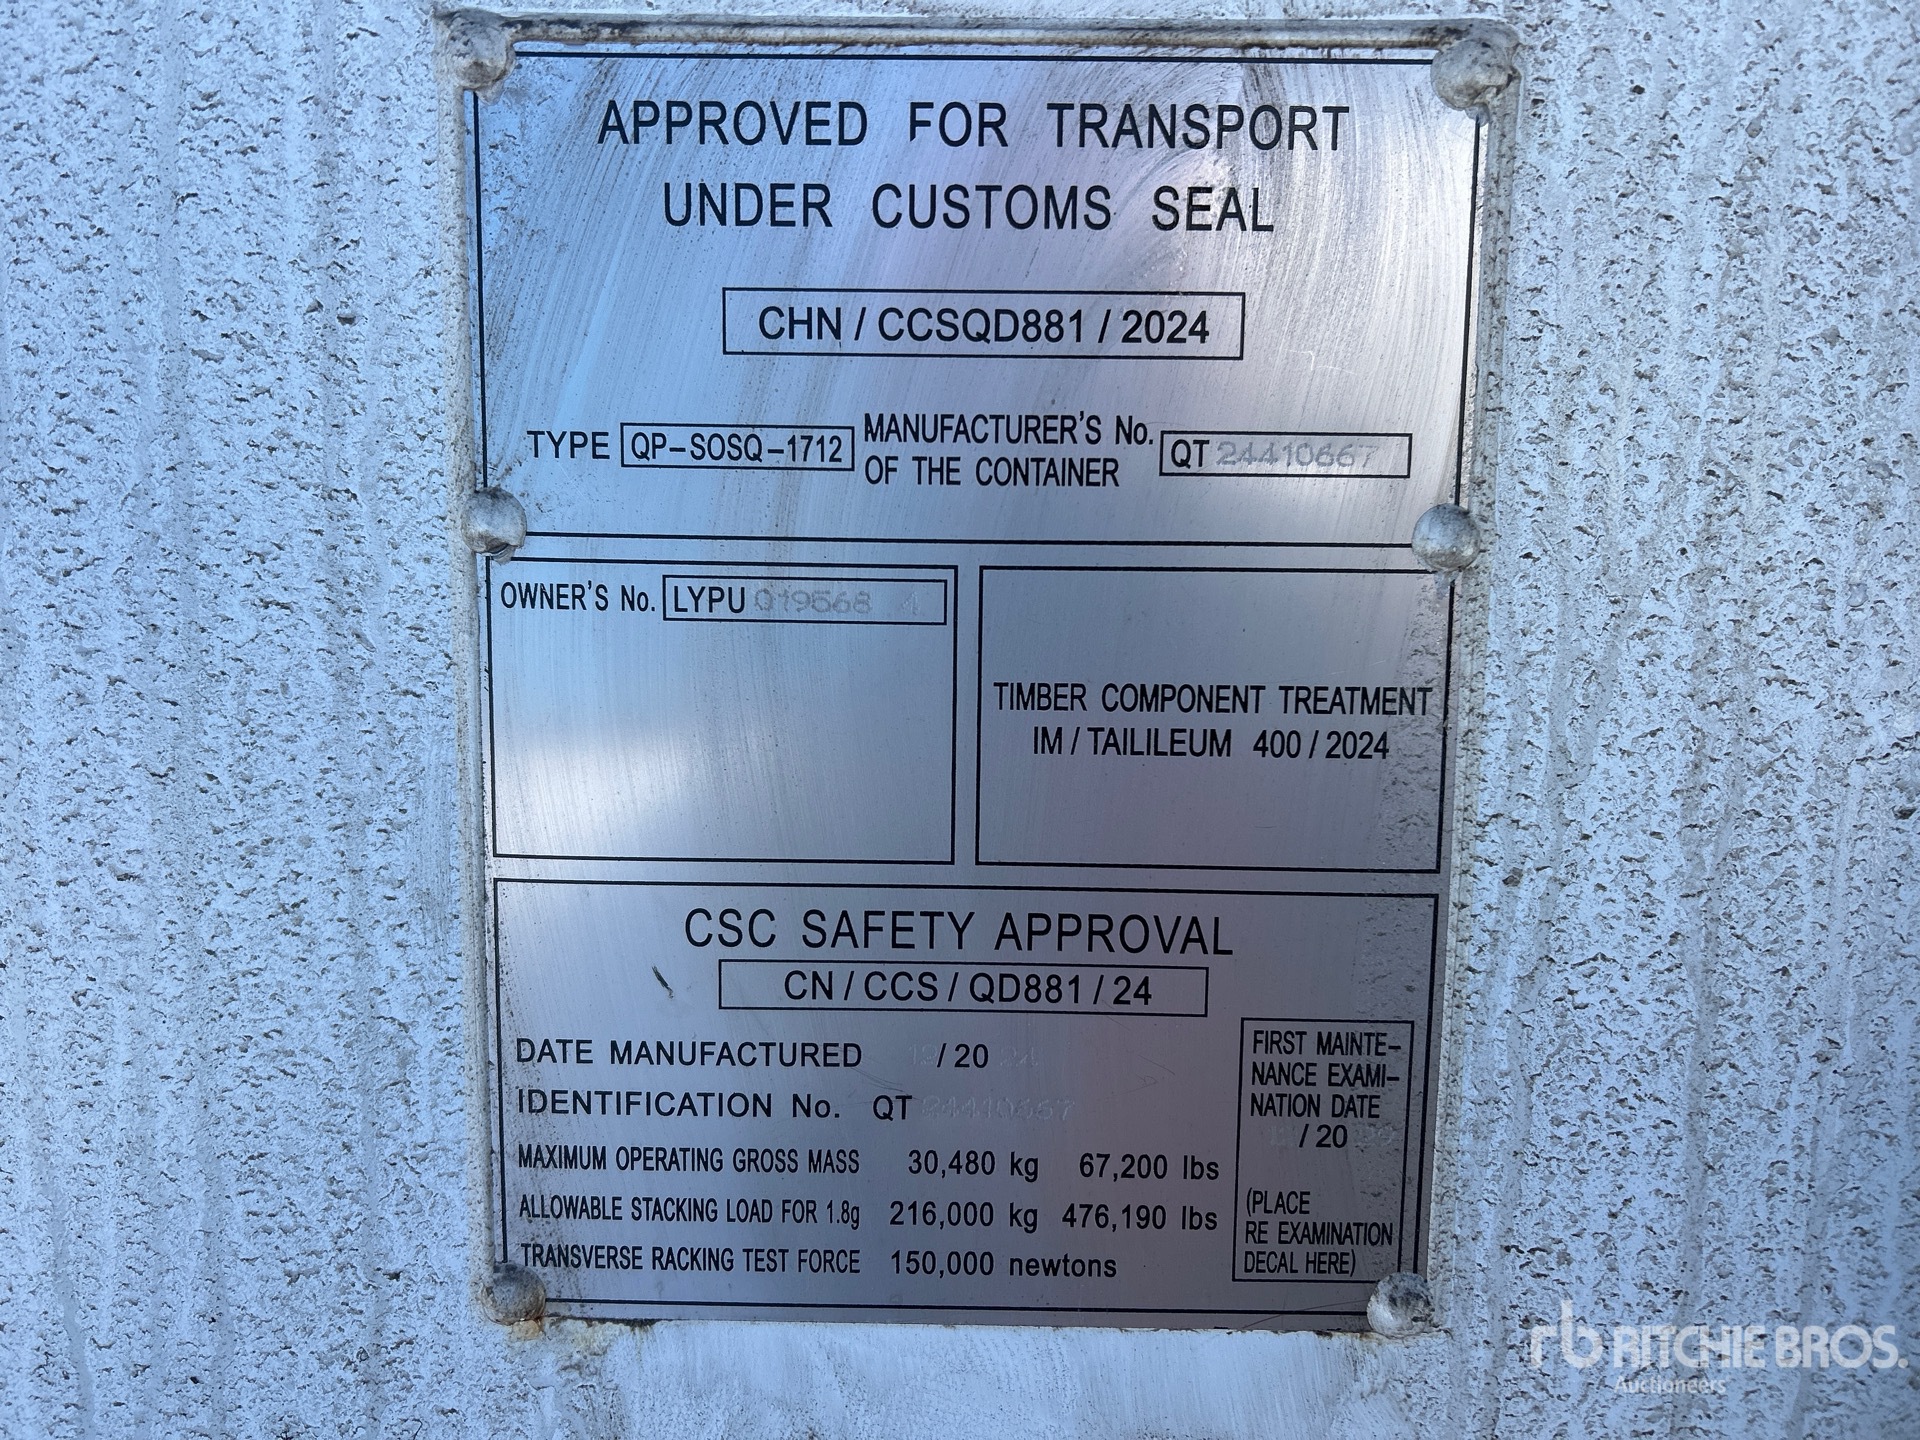 APPROVED FOR TRANSPORT
UNDER CUSTOMS SEAL
CHN / CCSQD881 / 2024
TYPE QP-SOSQ-1712
MANUFACTURER'S No.
OF THE CONTAINER
QT 24410667
OWNER'S No. LYPU 019568 4
TIMBER COMPONENT TREATMENT
IM / TAILILEUM 400 / 2024
CSC SAFETY APPROVAL
CN / CCS / QD881 / 24
DATE MANUFACTURED / 20 24
IDENTIFICATION No. QT 24410667
MAXIMUM OPERATING GROSS MASS 30,480 kg 67,200 lbs
ALLOWABLE STACKING LOAD FOR 1.8g 216,000 kg 476,190 lbs
TRANSVERSE RACKING TEST FORCE 150,000 newtons
FIRST MAINTE-
NANCE EXAMI-
NATION DATE
/ 20
(PLACE
RE EXAMINATION
DECAL HERE)
rb RITCHIE BROS.
Auctioneers